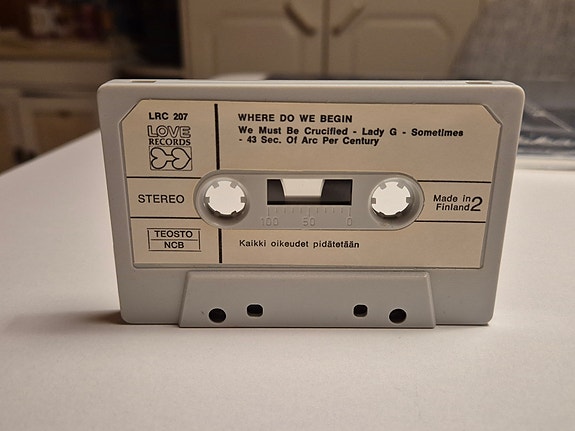 LRC 207
LOVE
RECORDS
WHERE DO WE BEGIN
We Must Be Crucified - Lady G - Sometimes
- 43 Sec. Of Arc Per Century
STEREO
100 50 0
Made in
Finland 2
TEOSTO
NCB
Kaikki oikeudet pidätetään